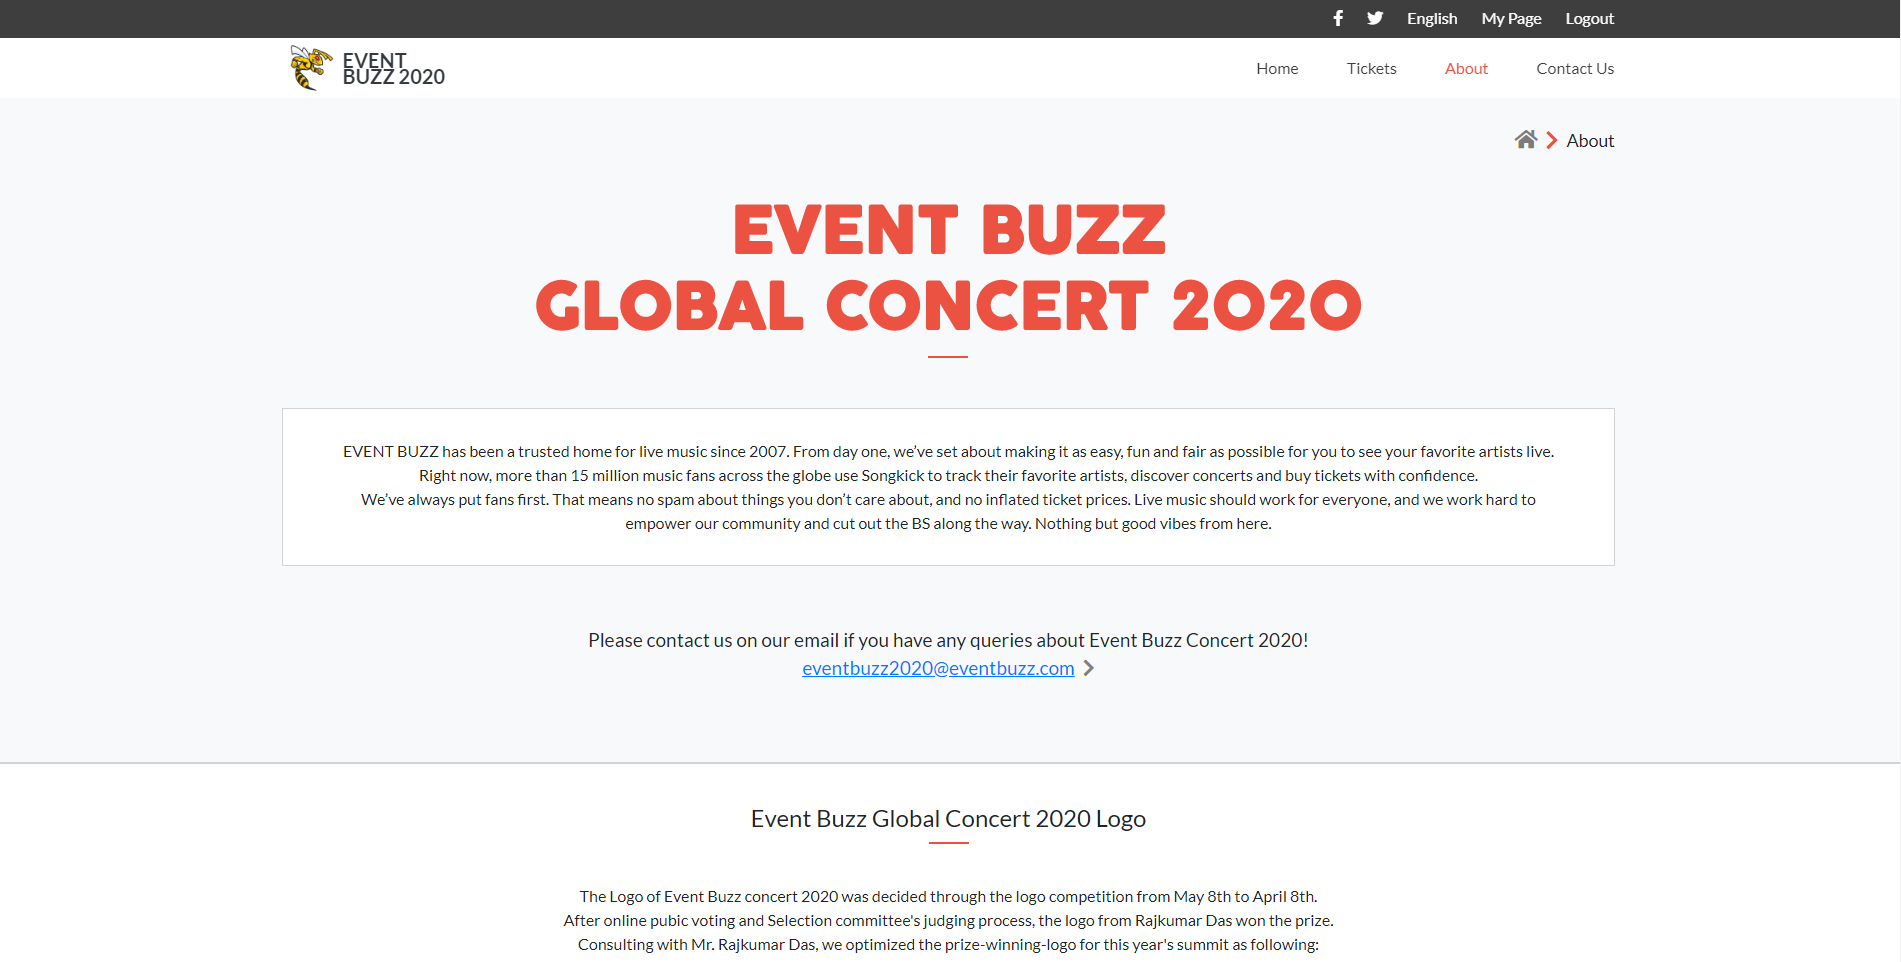 English My Page Logout
EVENT
BUZZ 2020
Home Tickets About Contact Us
About
EVENT BUZZ
GLOBAL CONCERT 2020
EVENT BUZZ has been a trusted home for live music since 2007. From day one, we’ve set about making it as easy, fun and fair as possible for you to see your favorite artists live.
Right now, more than 15 million music fans across the globe use Songkick to track their favorite artists, discover concerts and buy tickets with confidence.
We’ve always put fans first. That means no spam about things you don’t care about, and no inflated ticket prices. Live music should work for everyone, and we work hard to
empower our community and cut out the BS along the way. Nothing but good vibes from here.
Please contact us on our email if you have any queries about Event Buzz Concert 2020!
eventbuzz2020@eventbuzz.com
Event Buzz Global Concert 2020 Logo
The Logo of Event Buzz concert 2020 was decided through the logo competition from May 8th to April 8th.
After online pubic voting and Selection committee's judging process, the logo from Rajkumar Das won the prize.
Consulting with Mr. Rajkumar Das, we optimized the prize-winning-logo for this year's summit as following: